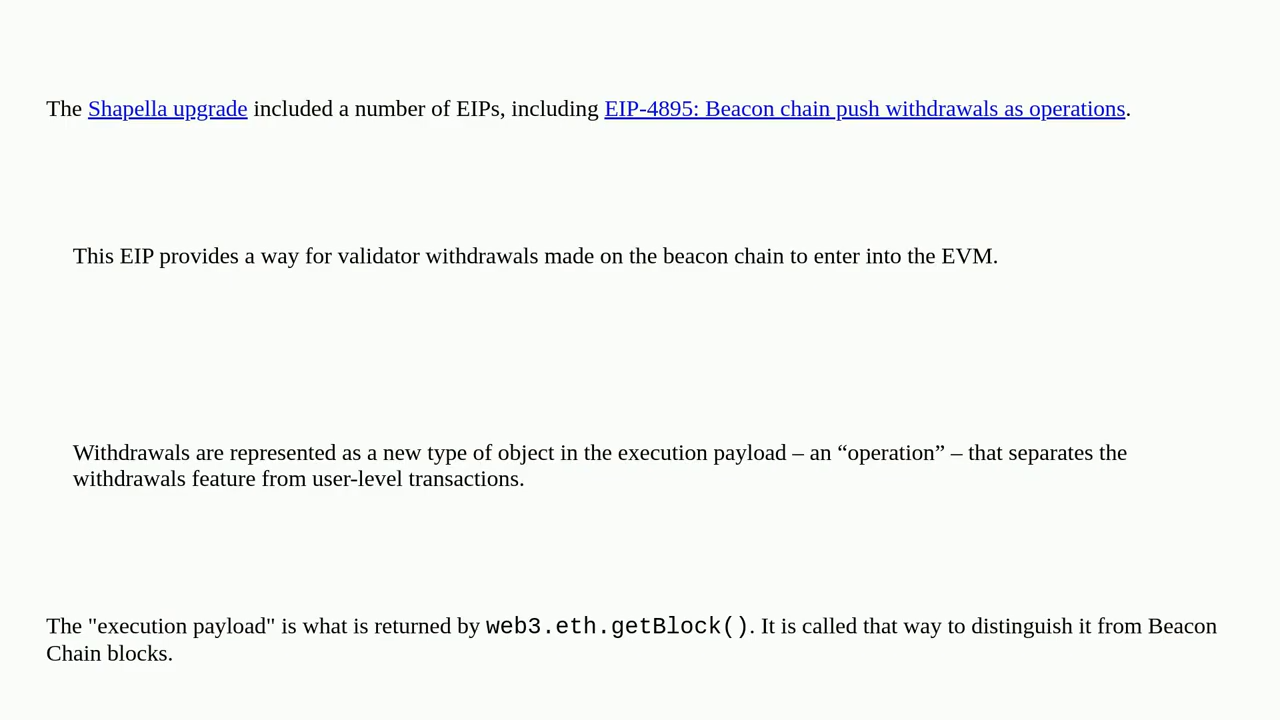 The Shapella upgrade included a number of EIPs, including EIP-4895: Beacon chain push withdrawals as operations.
This EIP provides a way for validator withdrawals made on the beacon chain to enter into the EVM.
Withdrawals are represented as a new type of object in the execution payload – an “operation” – that separates the
withdrawals feature from user-level transactions.
The "execution payload" is what is returned by web3.eth.getBlock(). It is called that way to distinguish it from Beacon
Chain blocks.